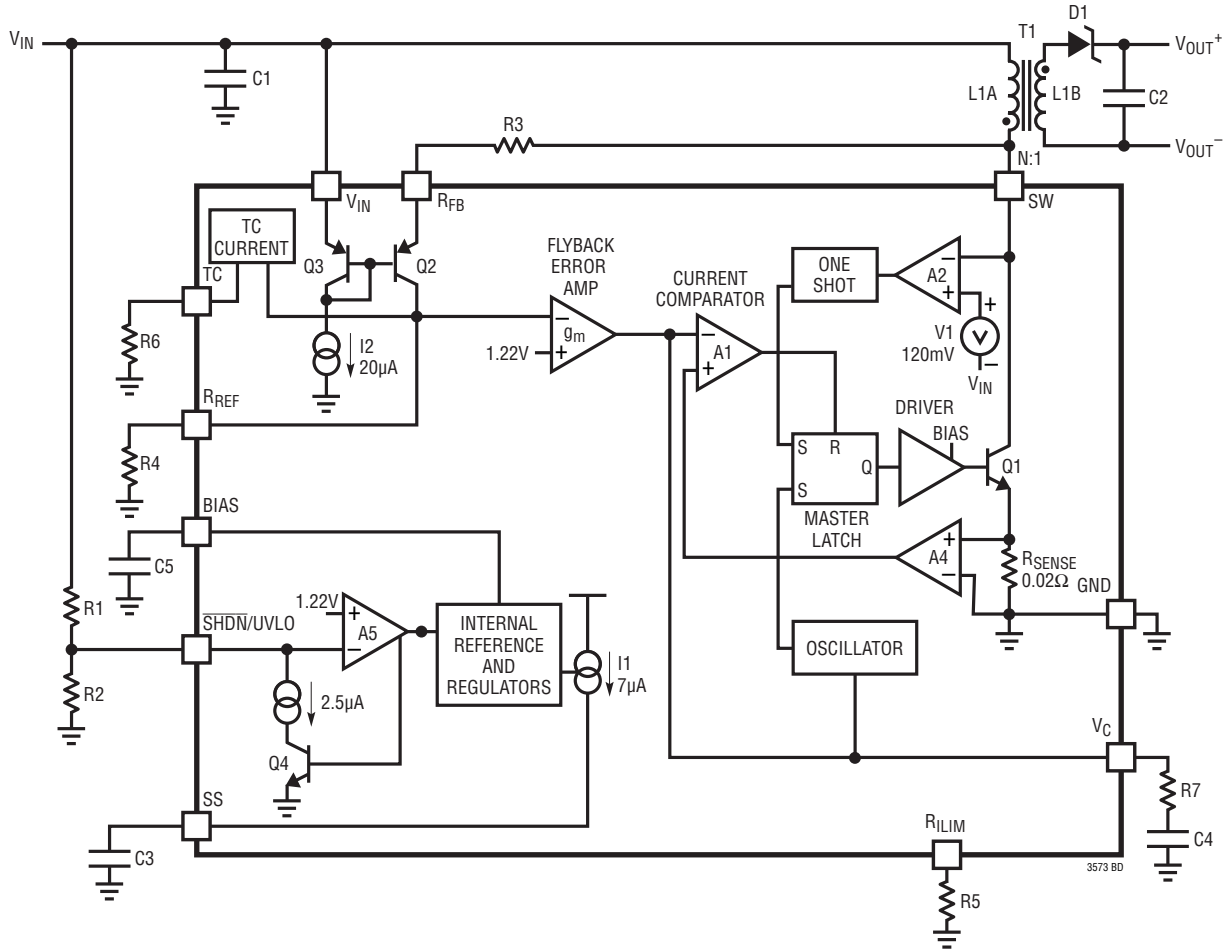 T1
D1
VIN
VOUT+
C1
L1A
L1B
C2
R3
VOUT–
N:1
VIN
RFB
SW
TC
CURRENT
TC
Q3
Q2
FLYBACK
ERROR
AMP
CURRENT
COMPARATOR
ONE
SHOT
–
A2
+
+
V1
120mV
V
–
VIN
R6
I2
20µA
–
gm
1.22V
+
–
A1
+
RREF
DRIVER
BIAS
R4
S
R
Q
S
Q1
BIAS
MASTER
LATCH
C5
+
A4
–
RSENSE
0.02Ω
GND
R1
SHDN/UVLO
1.22V
+
A5
–
INTERNAL
REFERENCE
AND
REGULATORS
I1
7µA
OSCILLATOR
R2
2.5µA
Q4
VC
SS
R7
RILIM
C3
C4
3573 BD
R5